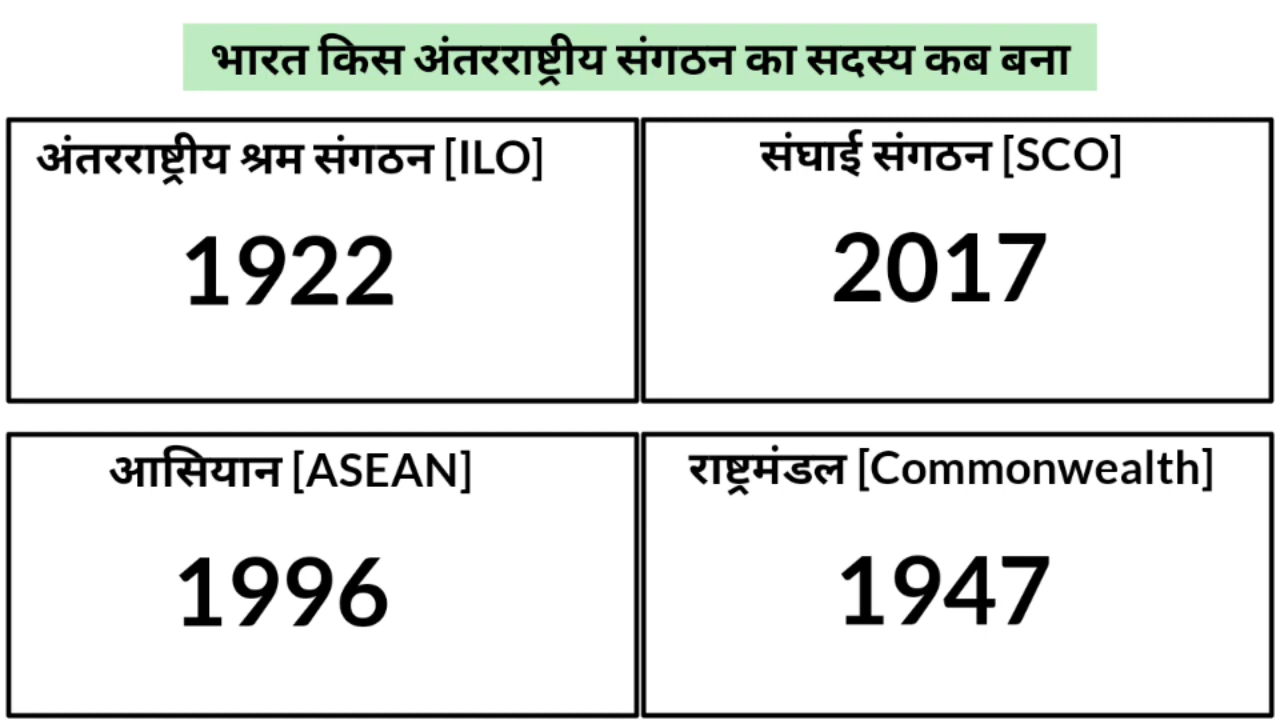 भारत किस अंतरराष्ट्रीय संगठन का सदस्य कब बना
अंतरराष्ट्रीय श्रम संगठन [ILO]
1922
संघाई संगठन [SCO]
2017
आसियान [ASEAN]
1996
राष्ट्रमंडल [Commonwealth]
1947